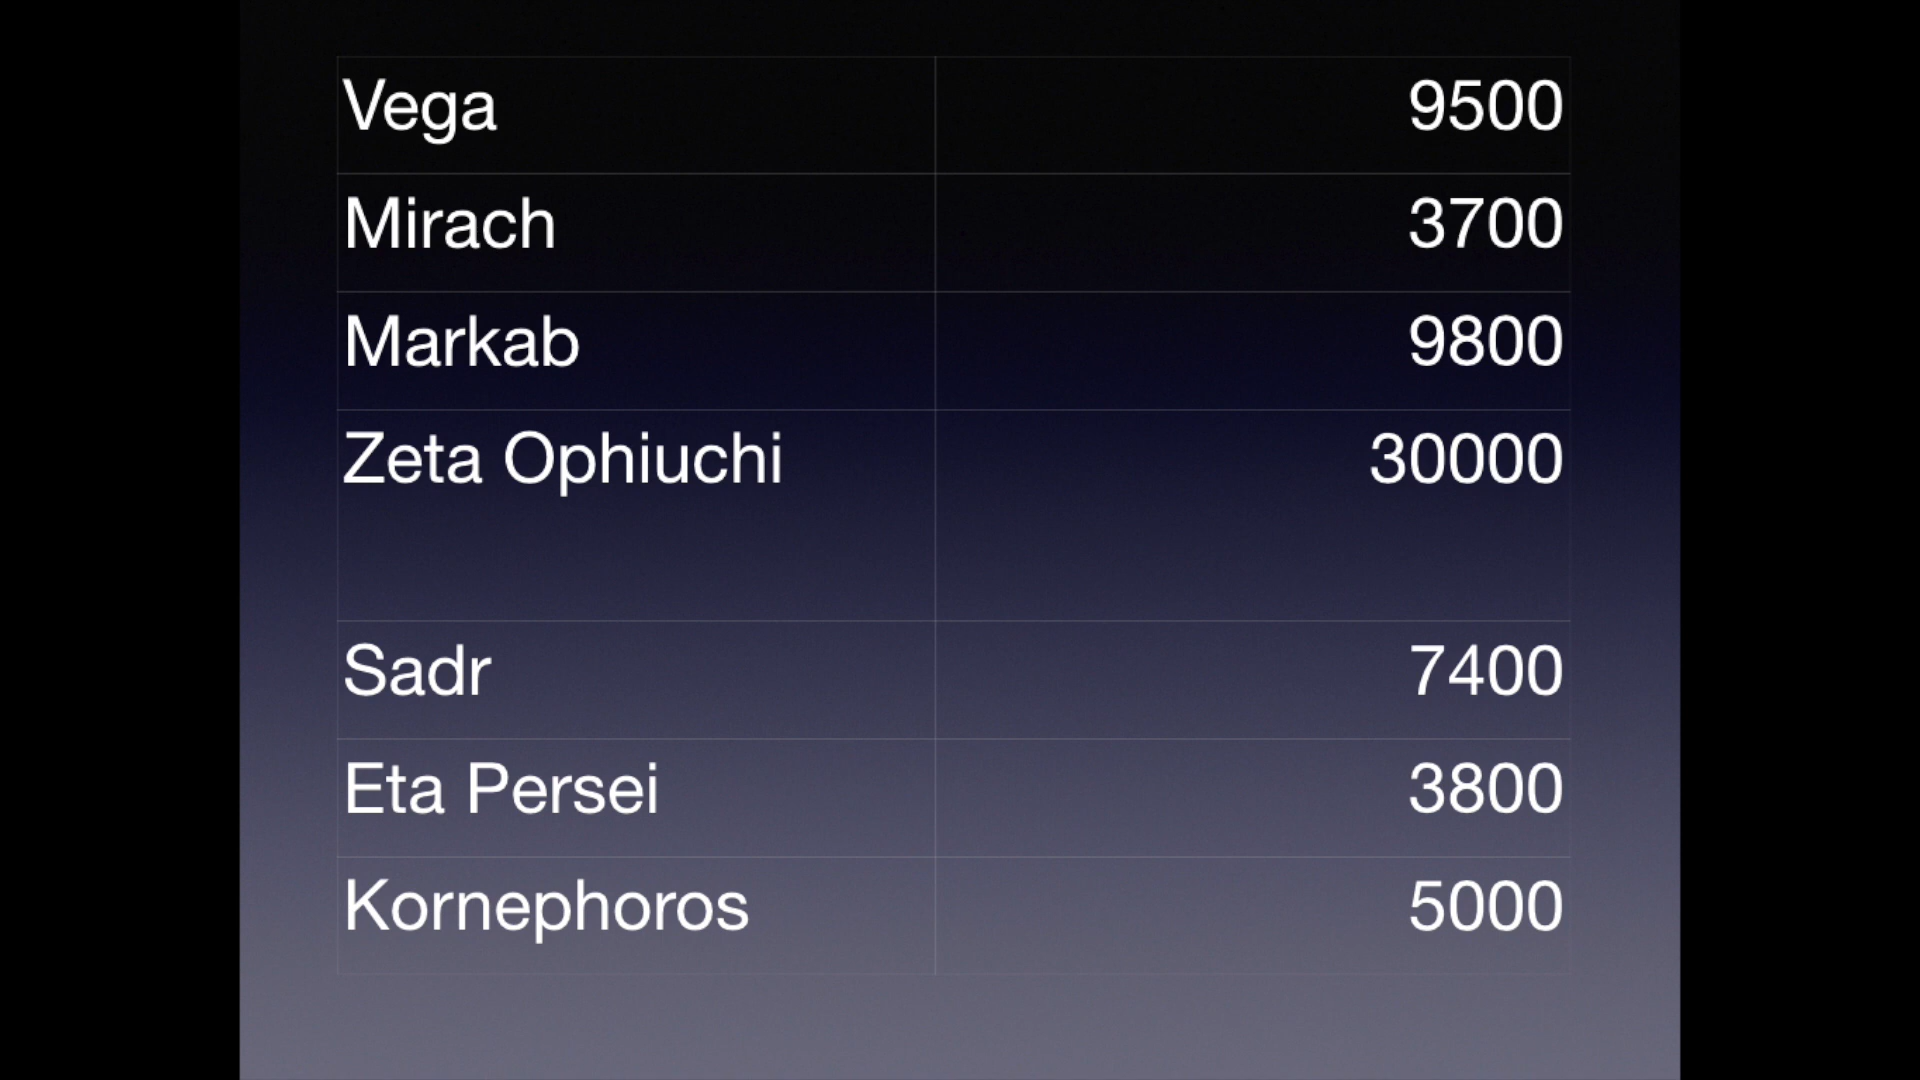 Vega 9500
Mirach 3700
Markab 9800
Zeta Ophiuchi 30000
Sadr 7400
Eta Persei 3800
Kornephoros 5000